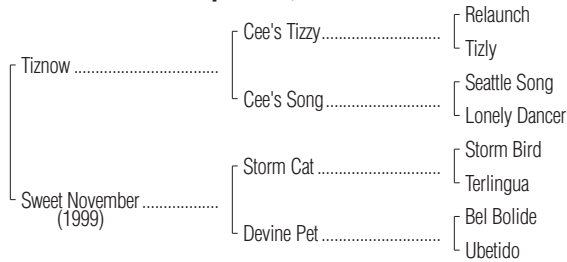 Relaunch
Cee's Tizzy
Tizly
Tiznow
Seattle Song
Cee's Song
Lonely Dancer
Storm Bird
Storm Cat
Terlingua
Sweet November
(1999)
Bel Bolide
Devine Pet
Ubetido